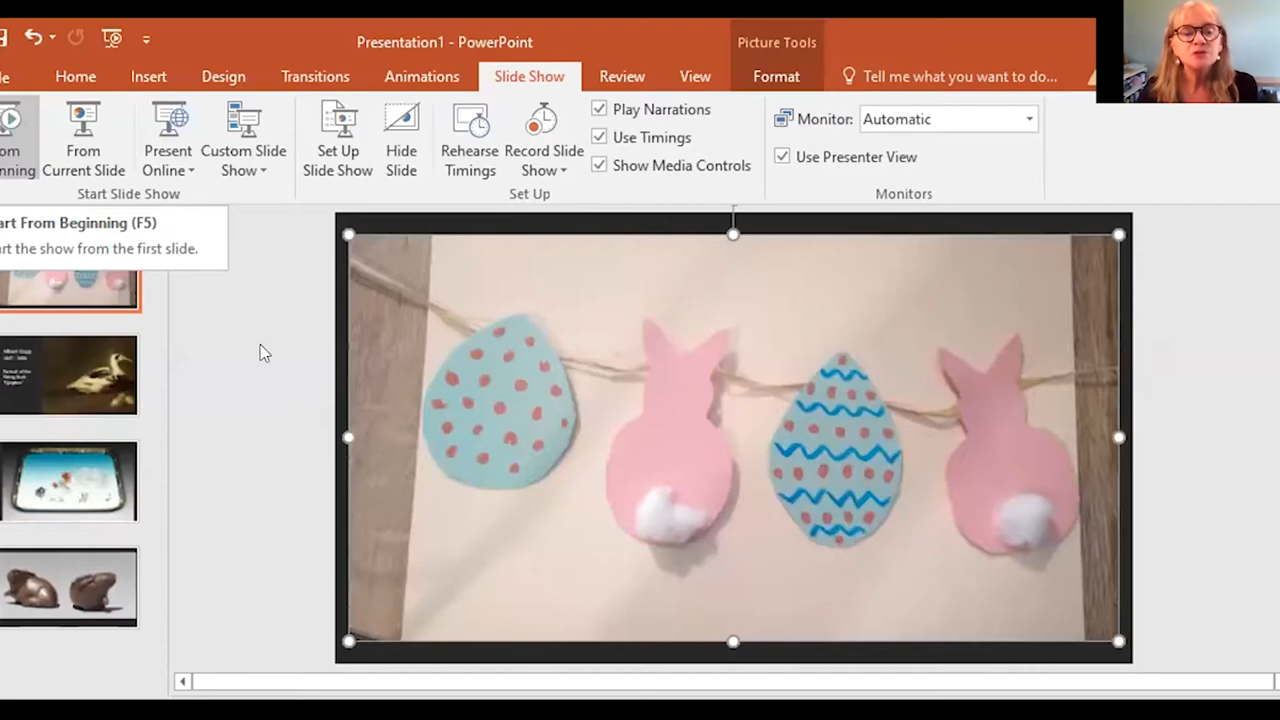 Presentation1 - PowerPoint
Picture Tools
le
Home
Insert
Design
Transitions
Animations
Slide Show
Review
View
Format
Tell me what you want to do...
om
nning
From
Current Slide
Present
Online
Custom Slide
Show
Start Slide Show
Set Up
Slide Show
Hide
Slide
Rehearse
Timings
Record Slide
Show
Play Narrations
Use Timings
Show Media Controls
Set Up
Monitor:
Automatic
Use Presenter View
Monitors
art From Beginning (F5)
art the show from the first slide.